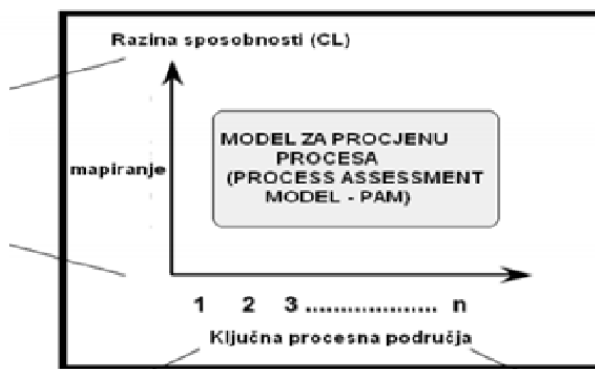 Razina sposobnosti (CL)
MODEL ZA PROCJENU
PROCESA
(PROCESS ASSESSMENT
MODEL - PAM)
mapiranje
1 2 3 ................... n
Ključna procesna područja